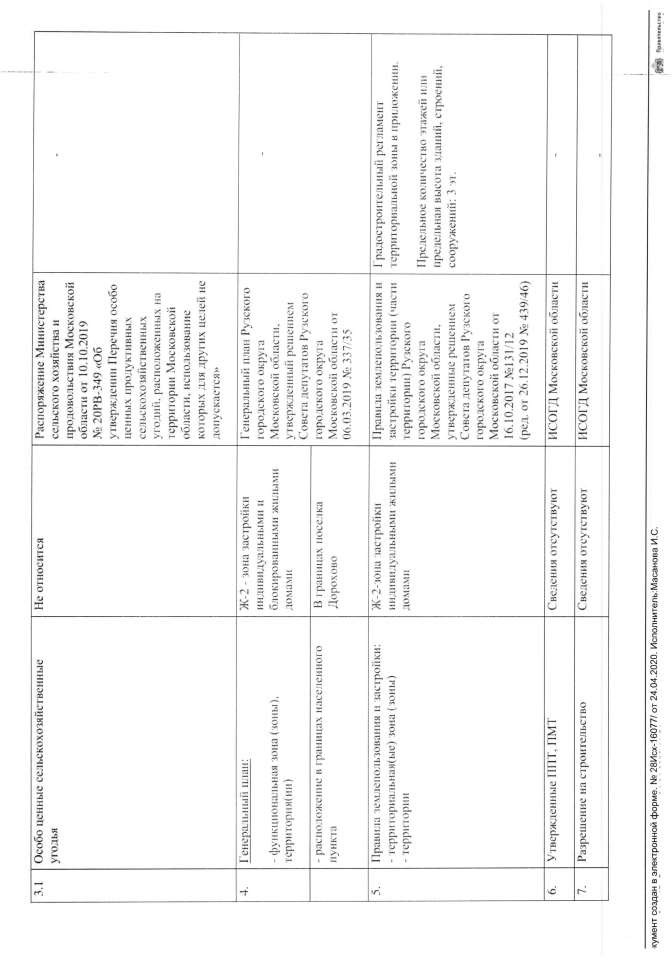 3.1
Особо ценные сельскохозяйственные
угодья
Не относится
Распоряжение Министерства
сельского хозяйства и
продовольствия Московской
области от 10.10.2019
№ 20РВ-349 «Об
утверждении Перечня особо
ценных продуктивных
сельскохозяйственных
угодий, расположенных на
территории Московской
области, использование
которых для других целей не
допускается»
-
4.
Генеральный план:
- функциональная зона (зоны),
территория(ии)
Ж-2 - зона застройки
индивидуальными и
блокированными жилыми
домами
Генеральный план Рузского
городского округа
Московской области,
утвержденный решением
Совета депутатов Рузского
городского округа
Московской области от
06.03.2019 № 337/35
-
- расположение в границах населенного
пункта
В границах поселка
Дорохово
5.
Правила землепользования и застройки:
- территориальная(ые) зона (зоны)
- территории
Ж-2-зона застройки
индивидуальными жилыми
домами
Правила землепользования и
застройки территории (части
территории) Рузского
городского округа
Московской области,
утвержденные решением
Совета депутатов Рузского
городского округа
Московской области от
16.10.2017 №131/12
(ред. от 26.12.2019 № 439/46)
Градостроительный регламент
территориальной зоны в приложении.
Предельное количество этажей или
предельная высота зданий, строений,
сооружений: 3 эт.
6.
Утвержденные ППТ, ПМТ
Сведения отсутствуют
ИСОГД Московской области
-
7.
Разрешение на строительство
Сведения отсутствуют
ИСОГД Московской области
-
кумент создан в электронной форме. № 28Исх-16077/ от 24.04.2020. Исполнитель:Масанова И.С.
Правительство